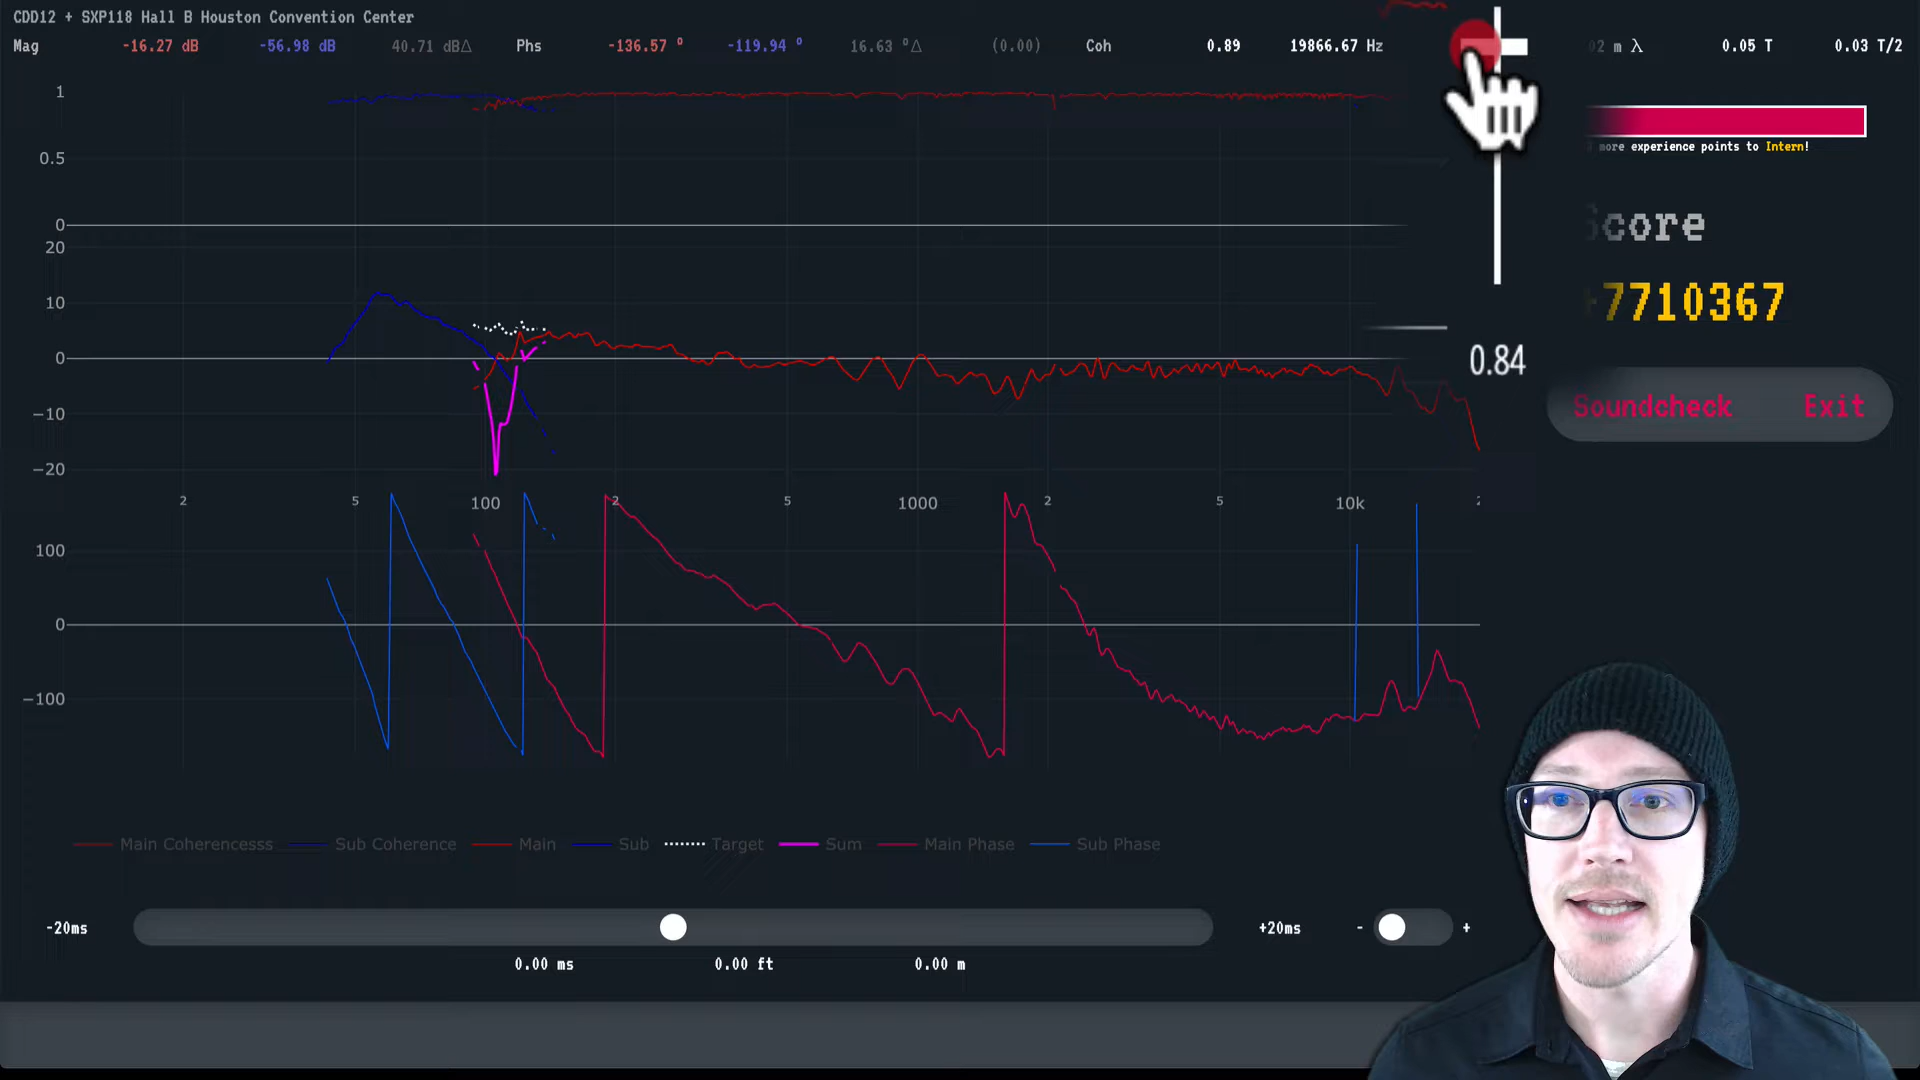 CDD12 + SXP118 Hall B Houston Convention Center
Mag -16.27 dB -56.98 dB 40.71 dBΔ Phs -136.57 º -119.94 º 16.63 ºΔ (0.00) Coh 0.89 19866.67 Hz m λ 0.05 T 0.03 T/2
1
more experience points to Intern!
0.5
Score
0
20
10
7710367
0
0.84
−10
Soundcheck Exit
−20
2 5 100 2 5 1000 2 5 10k
100
0
−100
Main Coherencesss Sub Coherence Main Sub Target Sum Main Phase Sub Phase
-20ms +20ms - +
0.00 ms 0.00 ft 0.00 m